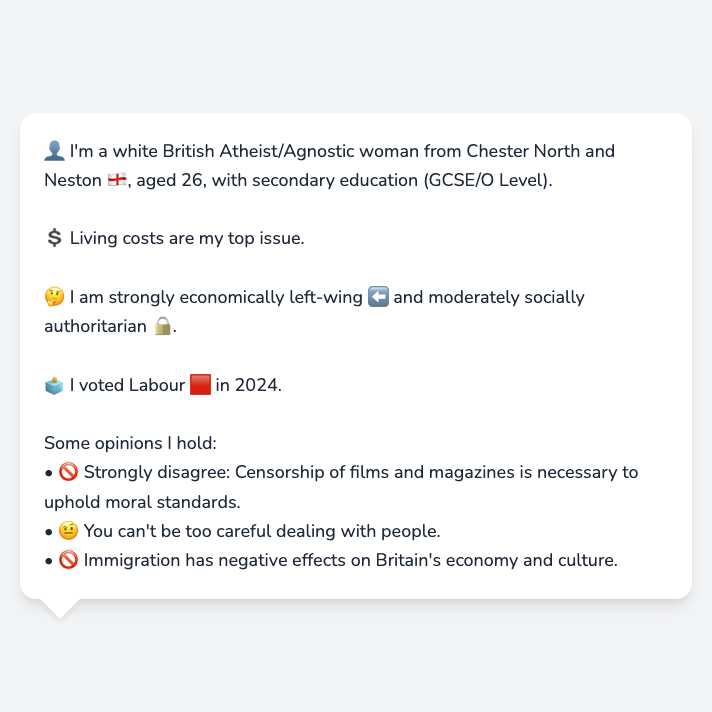 👤 I'm a white British Atheist/Agnostic woman from Chester North and
Neston 🏴󠁧󠁢󠁥󠁮󠁧󠁿, aged 26, with secondary education (GCSE/O Level).
💲 Living costs are my top issue.
🤔 I am strongly economically left-wing ⬅️ and moderately socially
authoritarian 🔒.
🗳️ I voted Labour 🟥 in 2024.
Some opinions I hold:
• 🚫 Strongly disagree: Censorship of films and magazines is necessary to
uphold moral standards.
• 🤨 You can't be too careful dealing with people.
• 🚫 Immigration has negative effects on Britain's economy and culture.